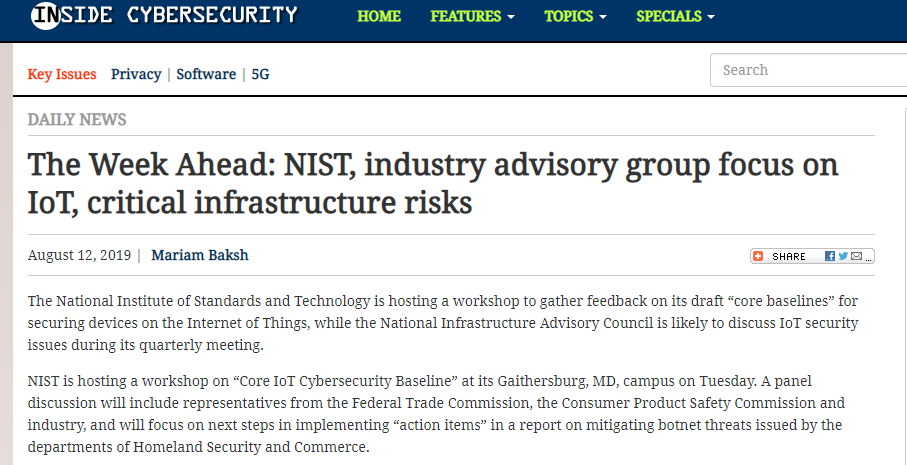 INSIDE CYBERSECURITY HOME FEATURES TOPICS SPECIALS
Key Issues Privacy | Software | 5G Search
DAILY NEWS
The Week Ahead: NIST, industry advisory group focus on
IoT, critical infrastructure risks
August 12, 2019 | Mariam Baksh SHARE ...
The National Institute of Standards and Technology is hosting a workshop to gather feedback on its draft “core baselines” for
securing devices on the Internet of Things, while the National Infrastructure Advisory Council is likely to discuss IoT security
issues during its quarterly meeting.
NIST is hosting a workshop on “Core IoT Cybersecurity Baseline” at its Gaithersburg, MD, campus on Tuesday. A panel
discussion will include representatives from the Federal Trade Commission, the Consumer Product Safety Commission and
industry, and will focus on next steps in implementing “action items” in a report on mitigating botnet threats issued by the
departments of Homeland Security and Commerce.